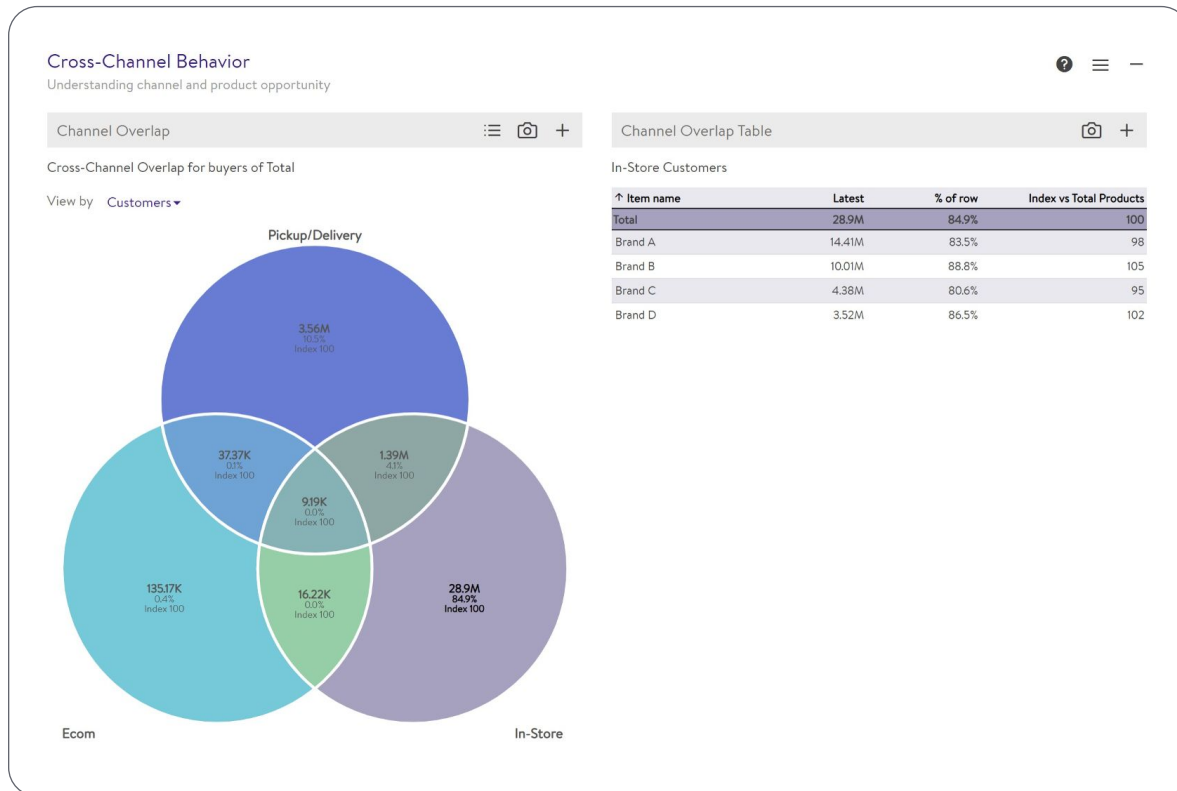 Cross-Channel Behavior
Understanding channel and product opportunity
Channel Overlap
Cross-Channel Overlap for buyers of Total
View by Customers
Pickup/Delivery
3.56M
10.5%
Index 100
37.37K
0.1%
Index 100
1.39M
4.1%
Index 100
9.19K
0.0%
Index 100
135.17K
0.4%
Index 100
16.22K
0.0%
Index 100
28.9M
84.9%
Index 100
Ecom
In-Store
Channel Overlap Table
In-Store Customers
↑ Item name Latest % of row Index vs Total Products
Total 28.9M 84.9% 100
Brand A 14.41M 83.5% 98
Brand B 10.01M 88.8% 105
Brand C 4.38M 80.6% 95
Brand D 3.52M 86.5% 102